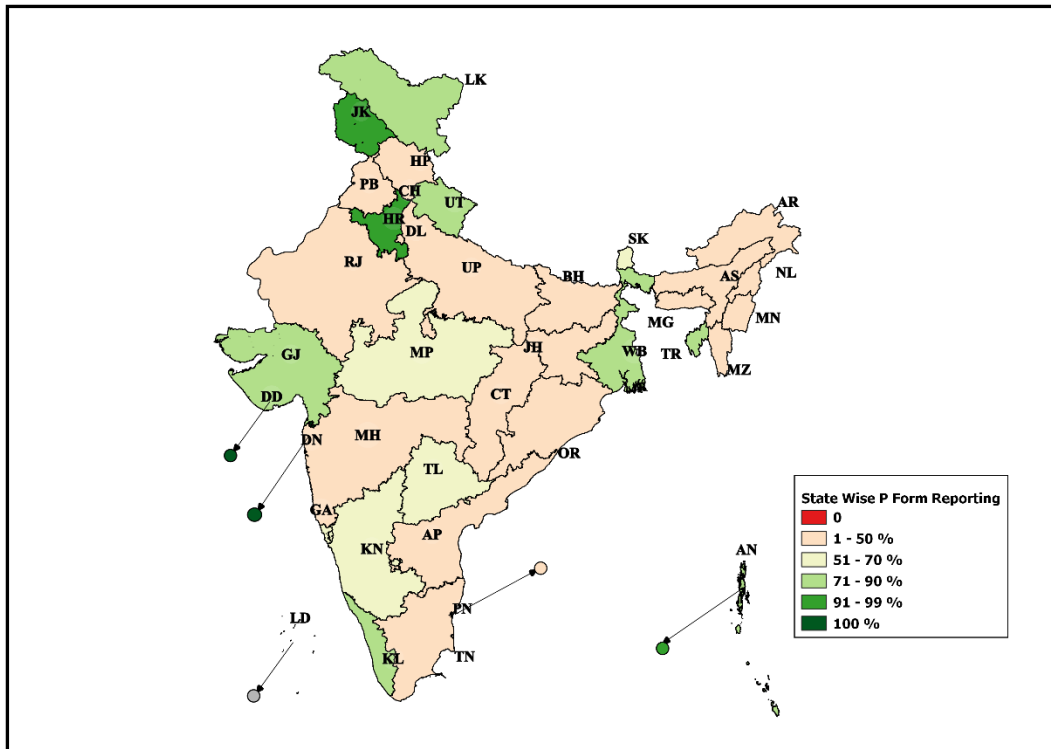 LK
JK
HP
PB
CH
UT
HR
DL
AR
SK
RJ
UP
BH
AS
NL
MG
MN
GJ
MP
JH
WB
TR
MZ
DD
CT
DN
MH
OR
TL
GA
KN
AP
AN
PN
LD
KL
TN
State Wise P Form Reporting
0
1 - 50 %
51 - 70 %
71 - 90 %
91 - 99 %
100 %